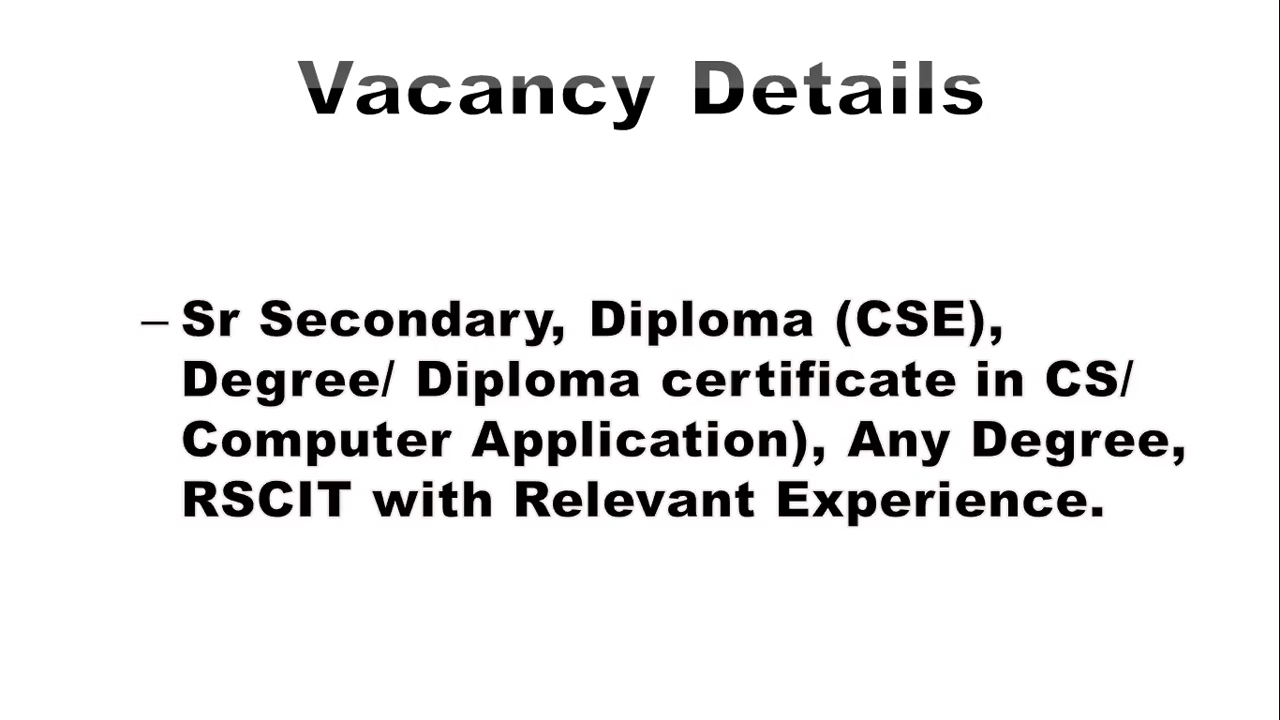 Vacancy Details
– Sr Secondary, Diploma (CSE),
Degree/ Diploma certificate in CS/
Computer Application), Any Degree,
RSCIT with Relevant Experience.